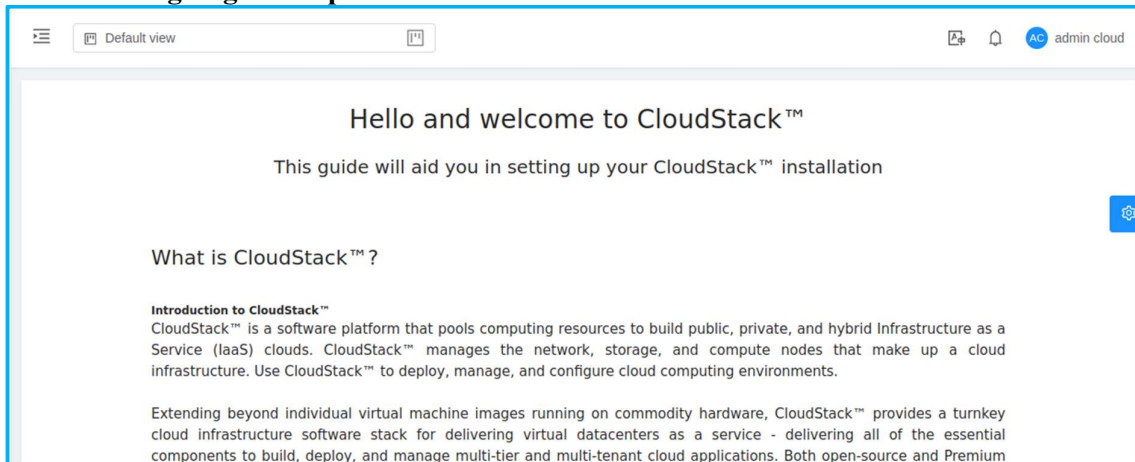 Default view
AC admin cloud
Hello and welcome to CloudStack™
This guide will aid you in setting up your CloudStack™ installation
What is CloudStack™?
Introduction to CloudStack™
CloudStack™ is a software platform that pools computing resources to build public, private, and hybrid Infrastructure as a
Service (IaaS) clouds. CloudStack™ manages the network, storage, and compute nodes that make up a cloud
infrastructure. Use CloudStack™ to deploy, manage, and configure cloud computing environments.
Extending beyond individual virtual machine images running on commodity hardware, CloudStack™ provides a turnkey
cloud infrastructure software stack for delivering virtual datacenters as a service - delivering all of the essential
components to build, deploy, and manage multi-tier and multi-tenant cloud applications. Both open-source and Premium